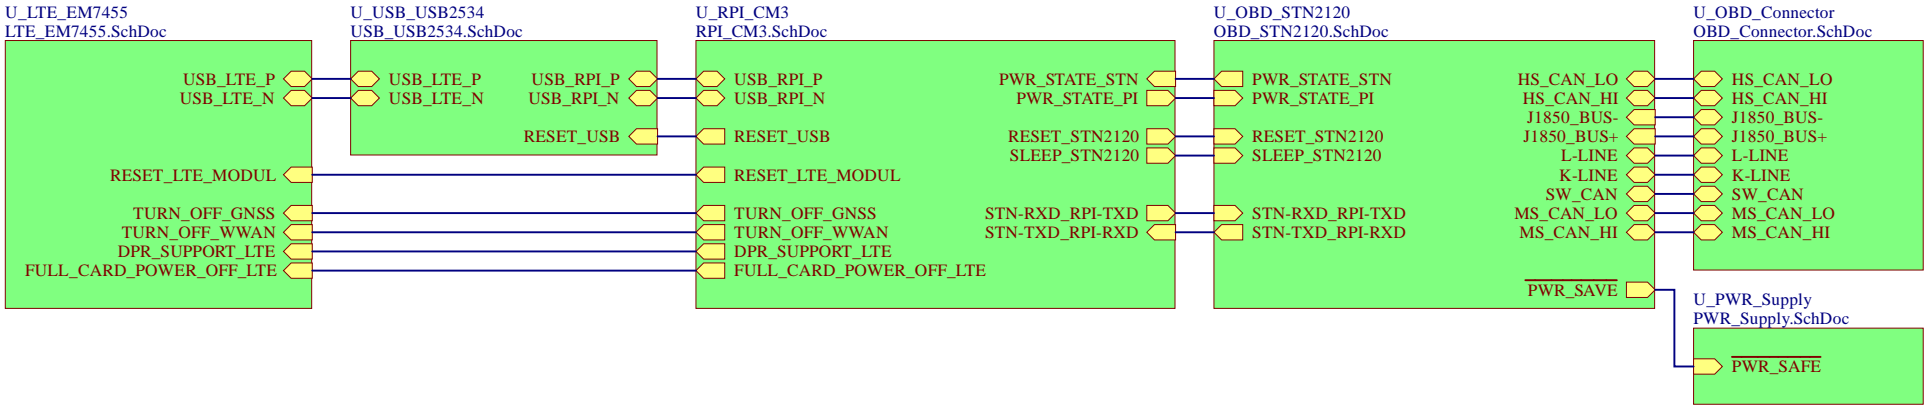 U_LTE_EM7455
LTE_EM7455.SchDoc
USB_LTE_P
USB_LTE_N
RESET_LTE_MODUL
TURN_OFF_GNSS
TURN_OFF_WWAN
DPR_SUPPORT_LTE
FULL_CARD_POWER_OFF_LTE
U_USB_USB2534
USB_USB2534.SchDoc
USB_LTE_P
USB_LTE_N
USB_RPI_P
USB_RPI_N
RESET_USB
U_RPI_CM3
RPI_CM3.SchDoc
USB_RPI_P
USB_RPI_N
RESET_USB
RESET_LTE_MODUL
TURN_OFF_GNSS
TURN_OFF_WWAN
DPR_SUPPORT_LTE
FULL_CARD_POWER_OFF_LTE
PWR_STATE_STN
PWR_STATE_PI
RESET_STN2120
SLEEP_STN2120
STN-RXD_RPI-TXD
STN-TXD_RPI-RXD
U_OBD_STN2120
OBD_STN2120.SchDoc
PWR_STATE_STN
PWR_STATE_PI
RESET_STN2120
SLEEP_STN2120
STN-RXD_RPI-TXD
STN-TXD_RPI-RXD
HS_CAN_LO
HS_CAN_HI
J1850_BUS-
J1850_BUS+
L-LINE
K-LINE
SW_CAN
MS_CAN_LO
MS_CAN_HI
PWR_SAVE
U_OBD_Connector
OBD_Connector.SchDoc
HS_CAN_LO
HS_CAN_HI
J1850_BUS-
J1850_BUS+
L-LINE
K-LINE
SW_CAN
MS_CAN_LO
MS_CAN_HI
U_PWR_Supply
PWR_Supply.SchDoc
PWR_SAFE